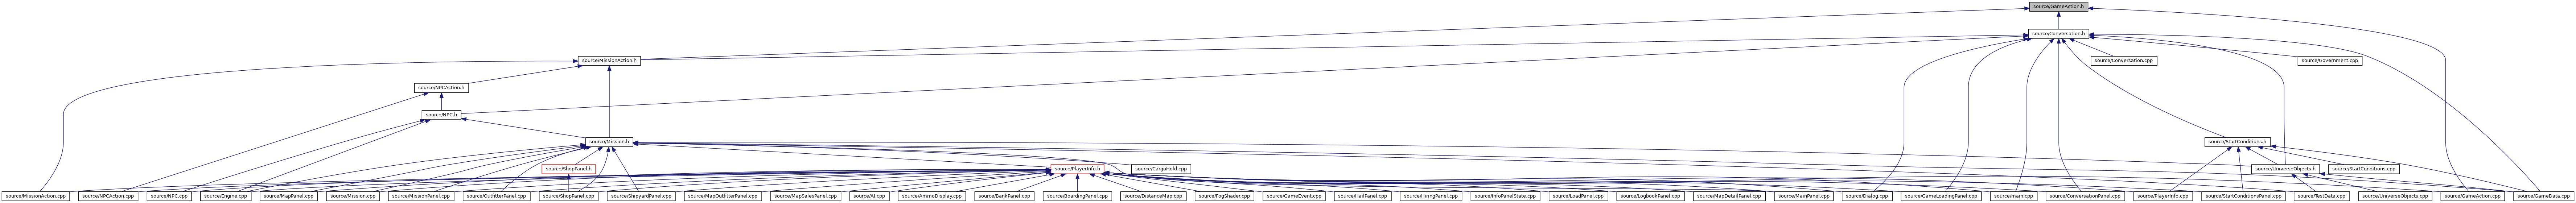 source/GameAction.h
source/Conversation.h
source/MissionAction.h
source/Conversation.cpp
source/Government.cpp
source/NPCAction.h
source/NPC.h
source/Mission.h
source/StartConditions.h
source/ShopPanel.h
source/PlayerInfo.h
source/CargoHold.cpp
source/UniverseObjects.h
source/StartConditions.cpp
source/MissionAction.cpp
source/NPCAction.cpp
source/NPC.cpp
source/Engine.cpp
source/MapPanel.cpp
source/Mission.cpp
source/MissionPanel.cpp
source/OutfitterPanel.cpp
source/ShopPanel.cpp
source/ShipyardPanel.cpp
source/MapOutfitterPanel.cpp
source/MapSalesPanel.cpp
source/AI.cpp
source/AmmoDisplay.cpp
source/BankPanel.cpp
source/BoardingPanel.cpp
source/DistanceMap.cpp
source/FogShader.cpp
source/GameEvent.cpp
source/HailPanel.cpp
source/HiringPanel.cpp
source/InfoPanelState.cpp
source/LoadPanel.cpp
source/LogbookPanel.cpp
source/MapDetailPanel.cpp
source/MainPanel.cpp
source/Dialog.cpp
source/GameLoadingPanel.cpp
source/main.cpp
source/ConversationPanel.cpp
source/PlayerInfo.cpp
source/StartConditionsPanel.cpp
source/TestData.cpp
source/UniverseObjects.cpp
source/GameAction.cpp
source/GameData.cpp